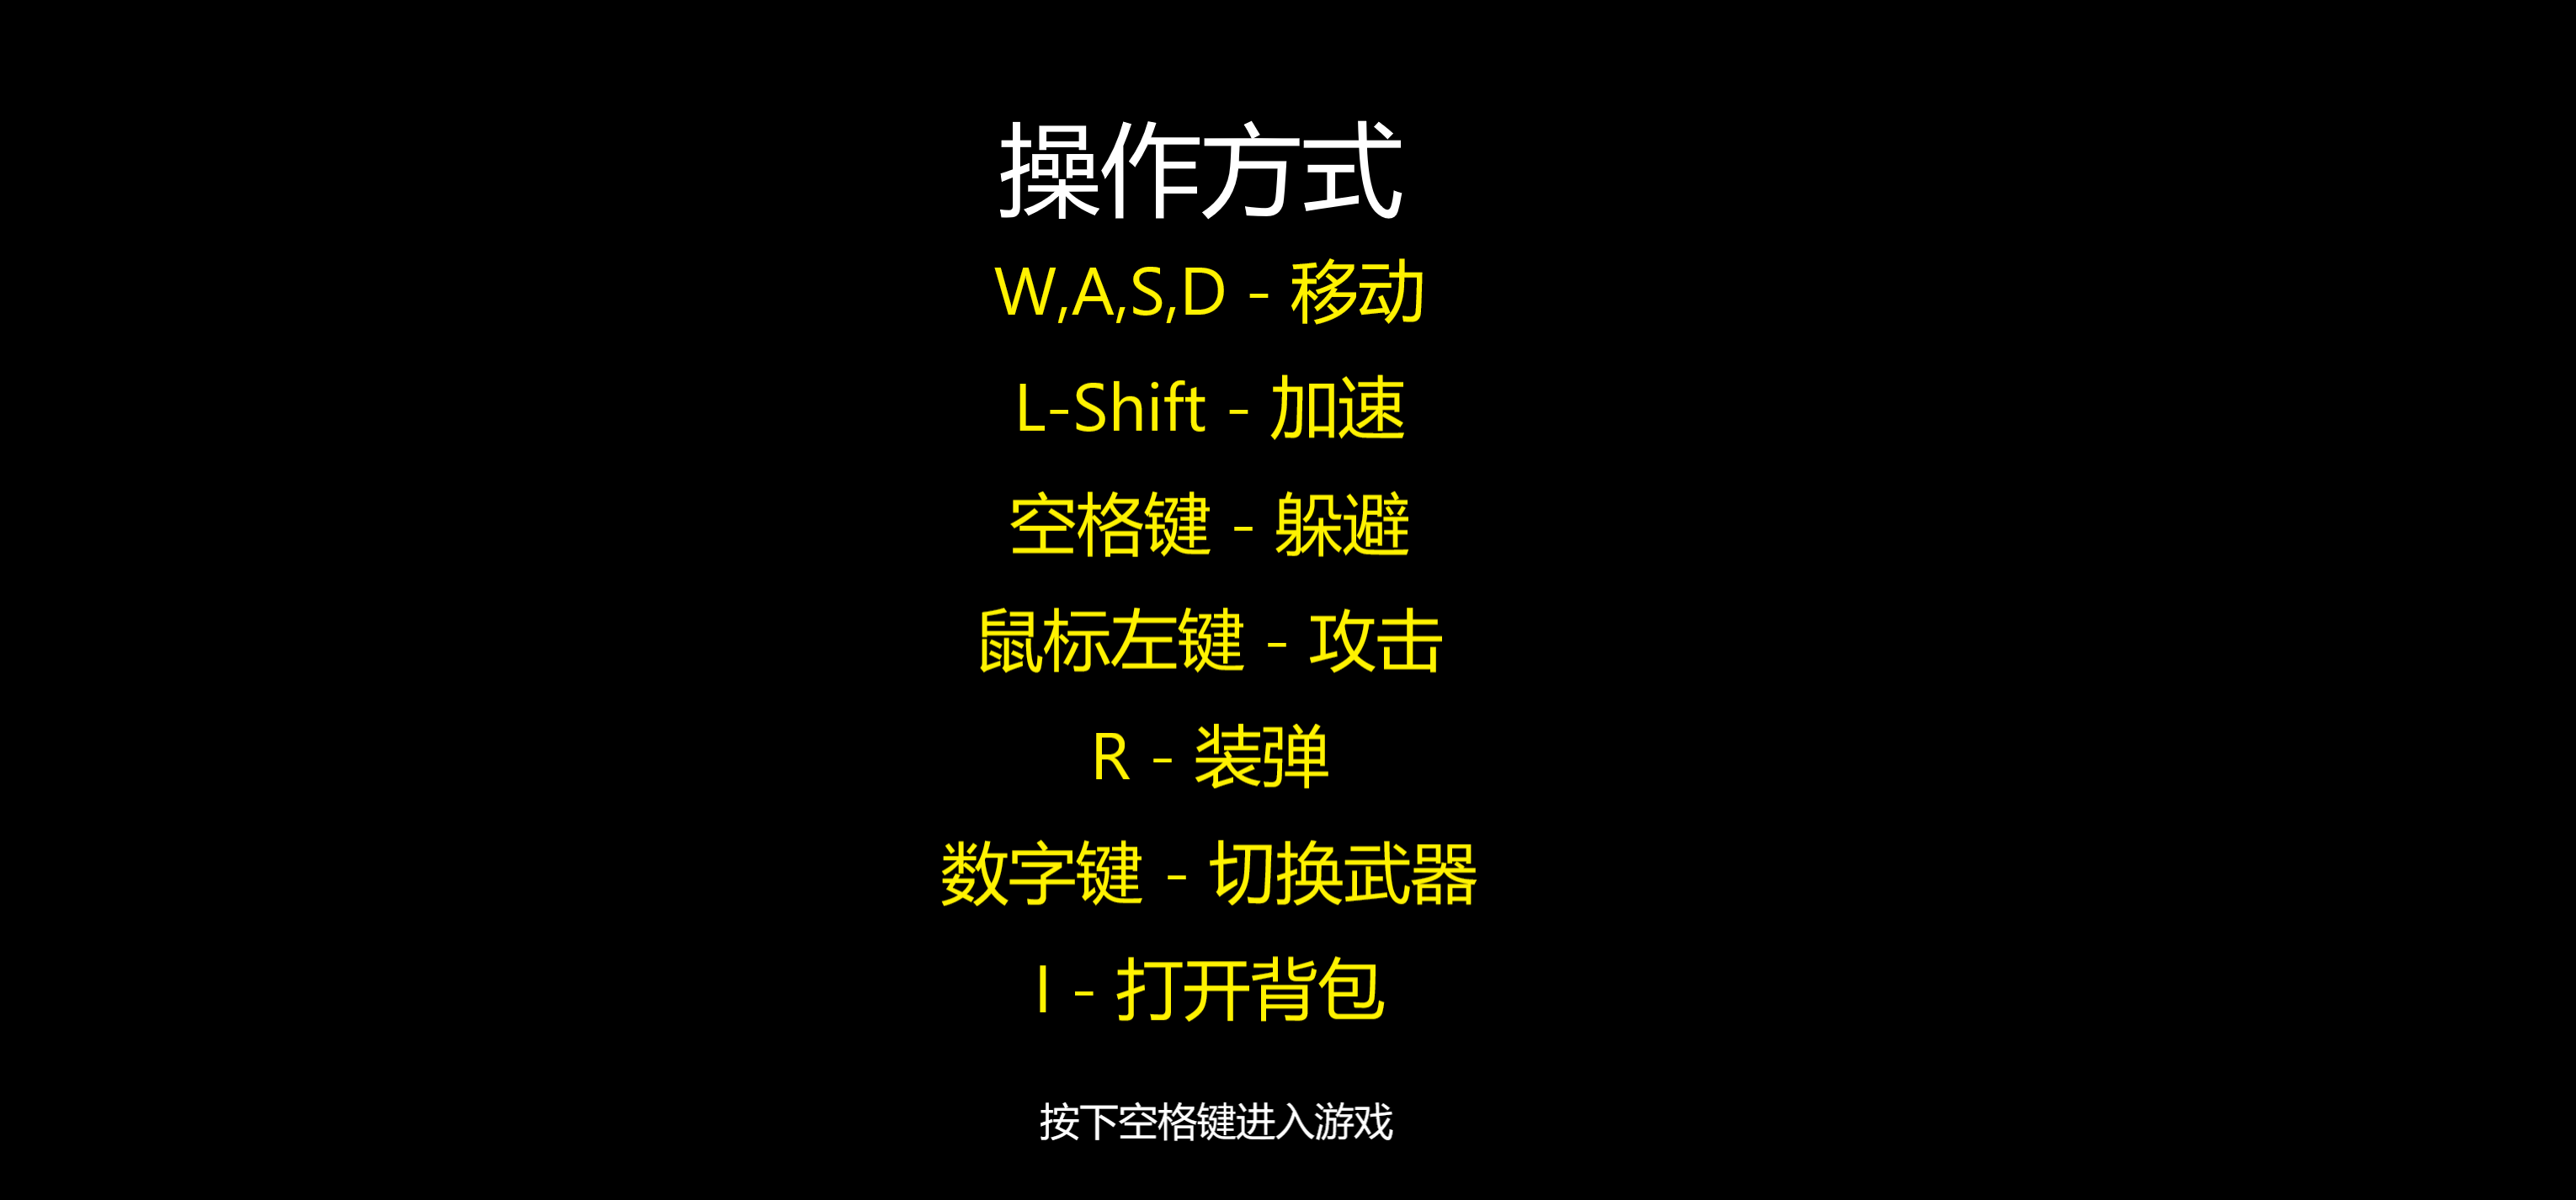 操作方式
W,A,S,D - 移动
L-Shift - 加速
空格键 - 躲避
鼠标左键 - 攻击
R - 装弹
数字键 - 切换武器
I - 打开背包
按下空格键进入游戏